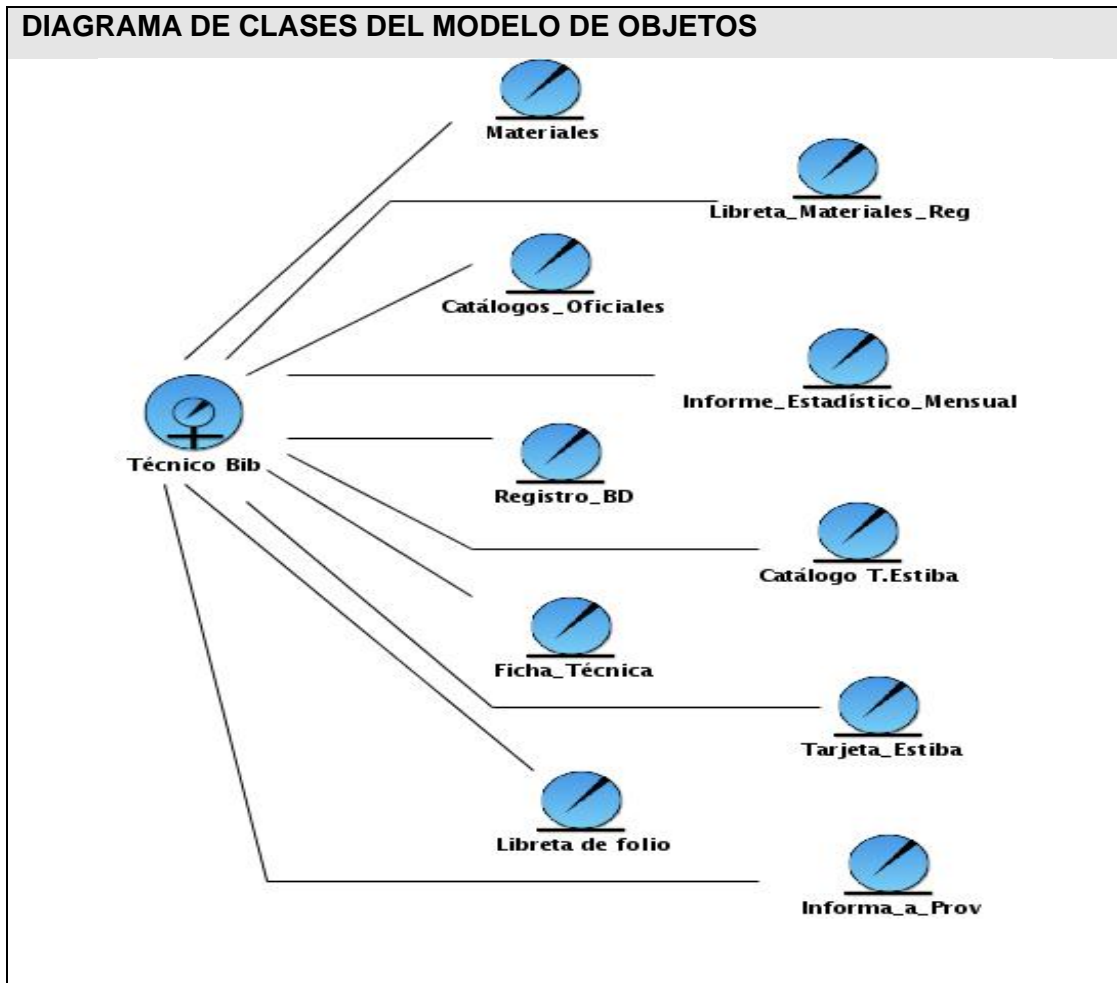 DIAGRAMA DE CLASES DEL MODELO DE OBJETOS
Materiales
Libreta_Materiales_Reg
Catálogos_Oficiales
Informe_Estadístico_Mensual
Técnico Bib
Registro_BD
Catálogo T.Estiba
Ficha_Técnica
Tarjeta_Estiba
Libreta de folio
Informa_a_Prov